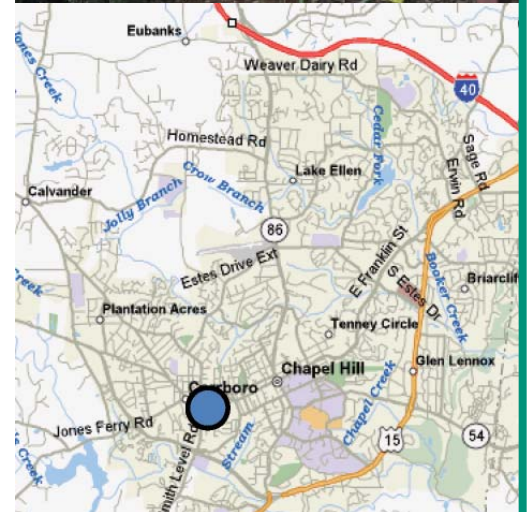 Eubanks
Weaver Dairy Rd
40
Jones Creek
Cedar Fork
Sage Rd
Homestead Rd
Erwin Rd
Lake Ellen
Crow Branch
Calvander
Jolly Branch
86
E Franklin St
Estes Drive Ext
S Estes Dr
Booker Creek
Briarclif
Creek
Plantation Acres
Tenney Circle
Glen Lennox
Chapel Hill
Chapel Creek
Jones Ferry Rd
15
54
Stream
mith Level Rd
Creek